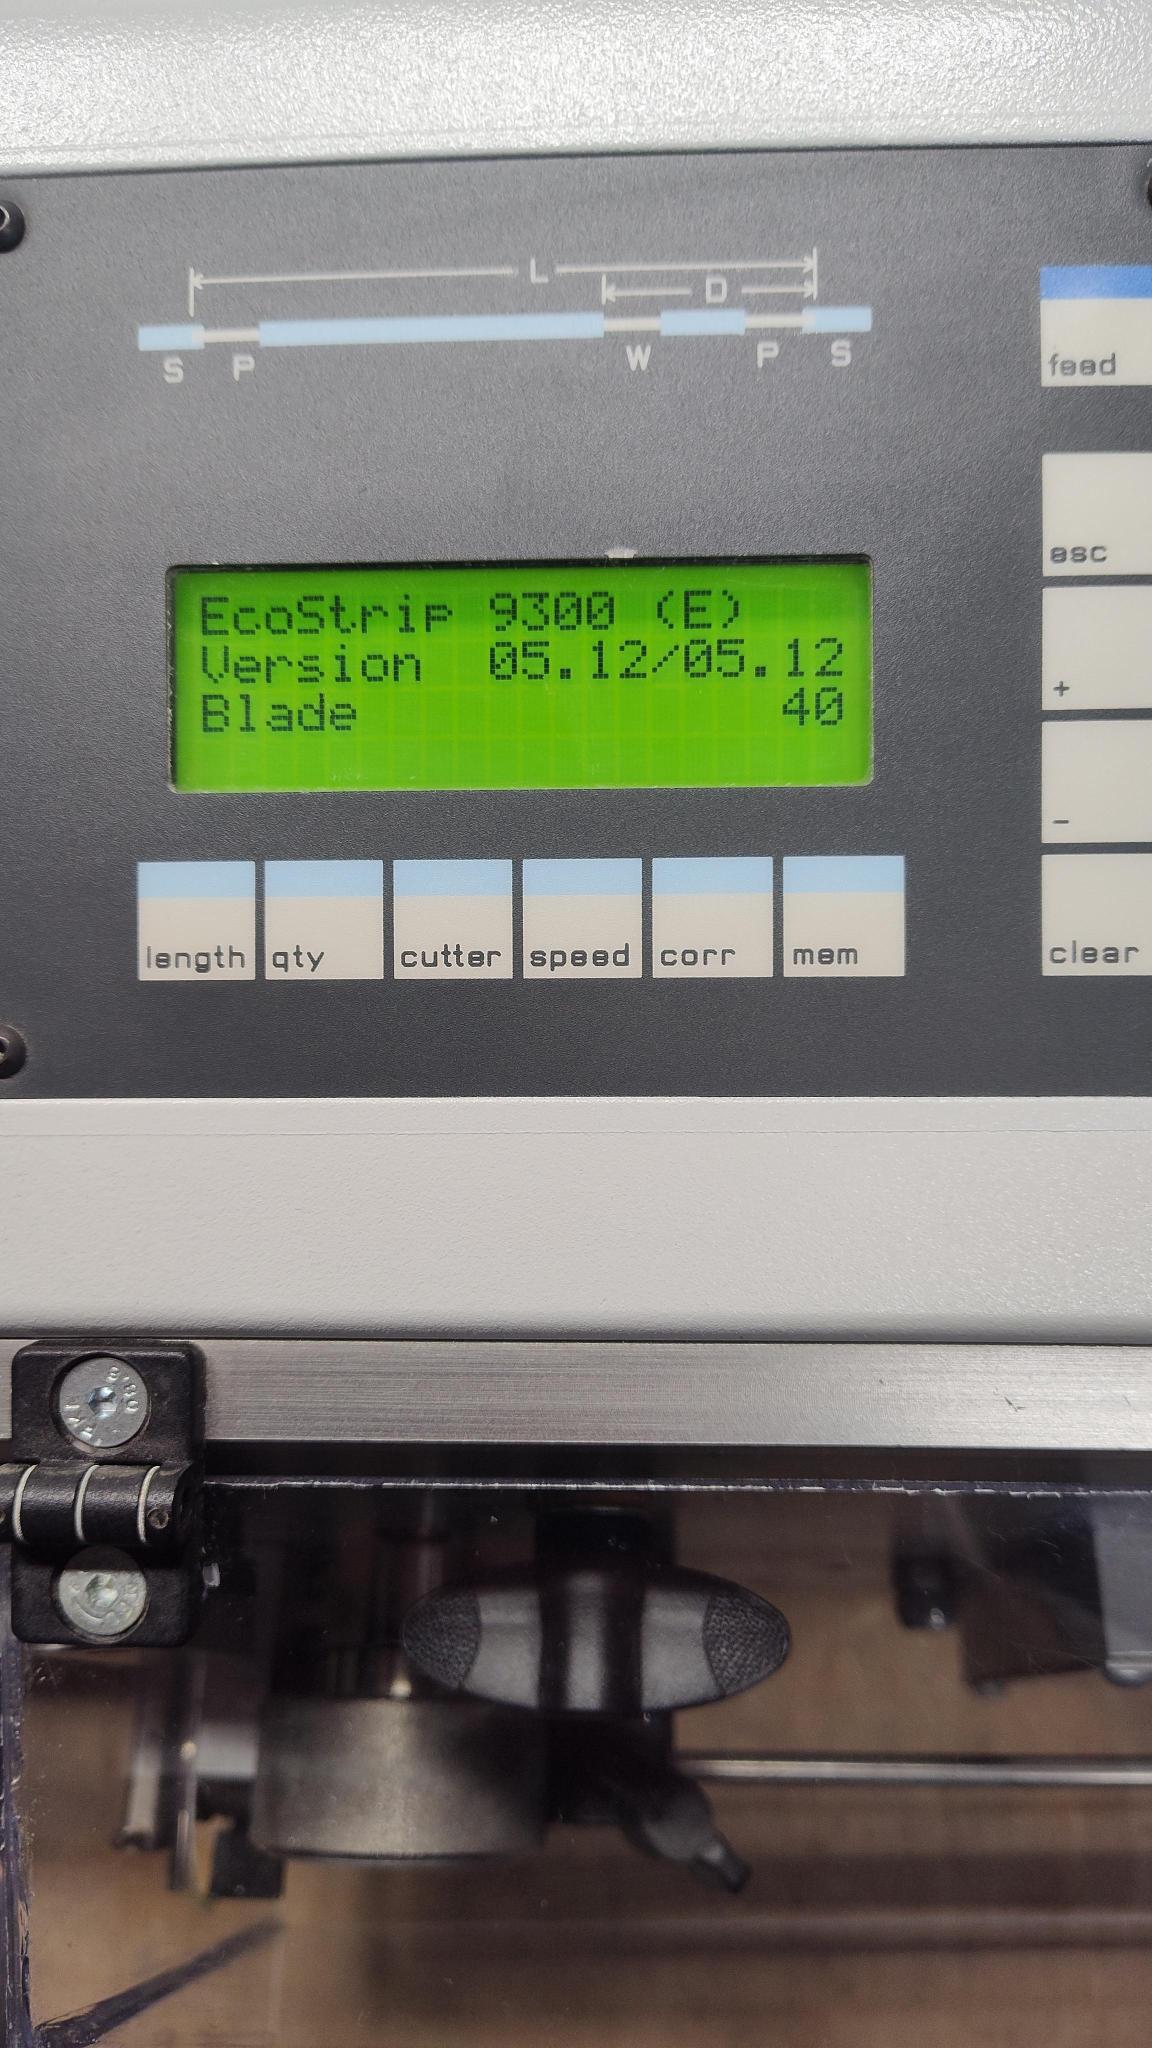 L
D
S P W P S
feed
esc
EcoStrip 9300 (E)
Version 05.12/05.12
Blade 40
+
-
length qty cutter speed corr mem clear